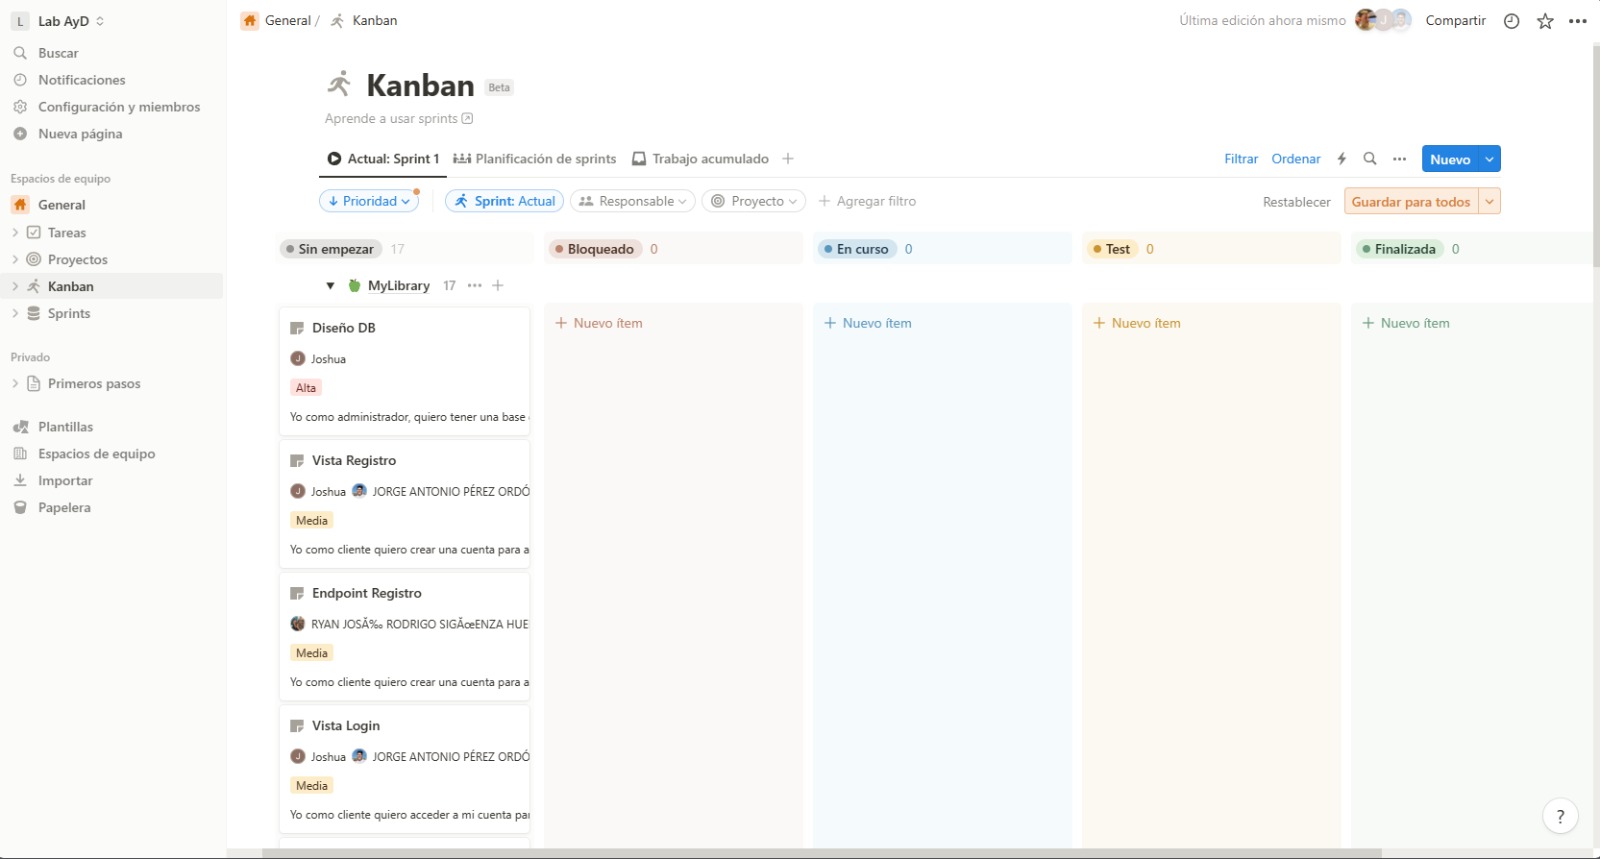 L Lab AyD
Buscar
Notificaciones
Configuración y miembros
Nueva página
Espacios de equipo
General
Tareas
Proyectos
Kanban
Sprints
Privado
Primeros pasos
Plantillas
Espacios de equipo
Importar
Papelera
General / Kanban
Última edición ahora mismo J Compartir
Kanban Beta
Aprende a usar sprints
Actual: Sprint 1 Planificación de sprints Trabajo acumulado
Filtrar Ordenar Nuevo
Prioridad Sprint: Actual Responsable Proyecto Agregar filtro
Restablecer Guardar para todos
Sin empezar 17 Bloqueado 0 En curso 0 Test 0 Finalizada 0
MyLibrary 17
Diseño DB
J Joshua
Alta
Yo como administrador, quiero tener una base
Vista Registro
J Joshua JORGE ANTONIO PÉREZ ORDÓ
Media
Yo como cliente quiero crear una cuenta para a
Endpoint Registro
RYAN JOSÃ‰ RODRIGO SIGÃœENZA HUE
Media
Yo como cliente quiero crear una cuenta para a
Vista Login
J Joshua JORGE ANTONIO PÉREZ ORDÓ
Media
Yo como cliente quiero acceder a mi cuenta par
+ Nuevo ítem
+ Nuevo ítem
+ Nuevo ítem
+ Nuevo ítem
?